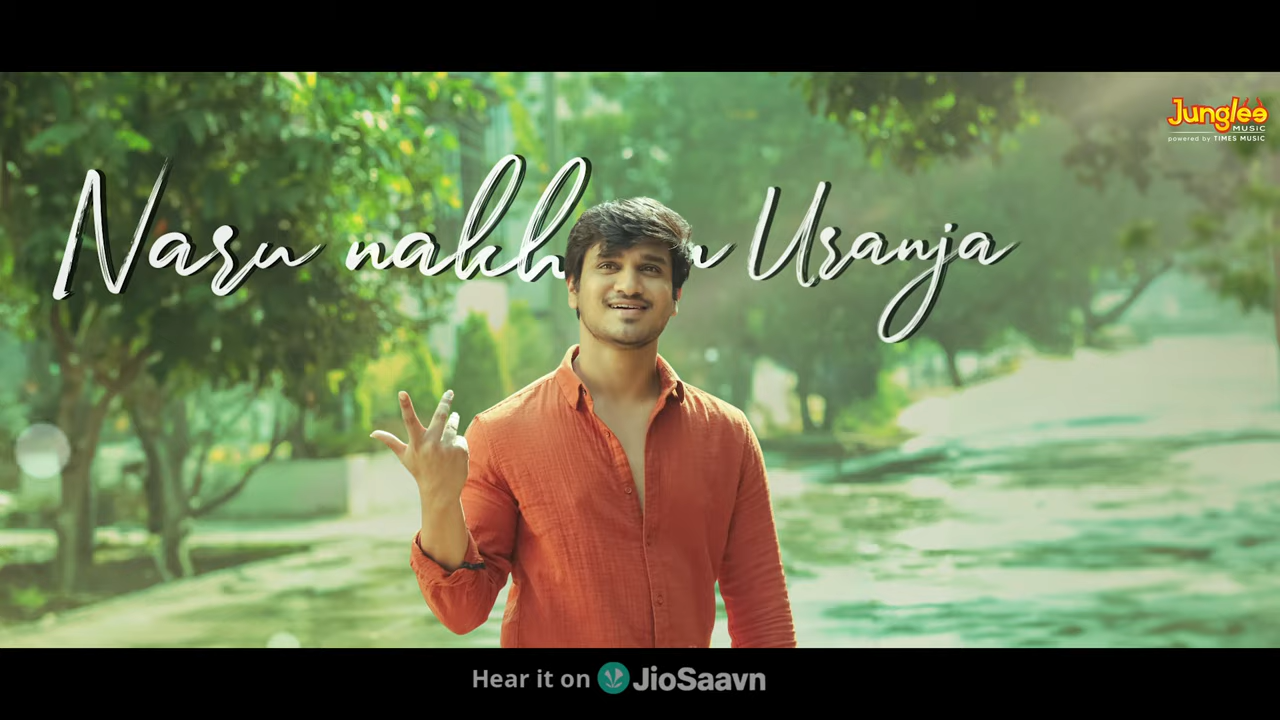 Junglee
MUSIC
powered by TIMES MUSIC
Naru Uranja
Hear it on JioSaavn